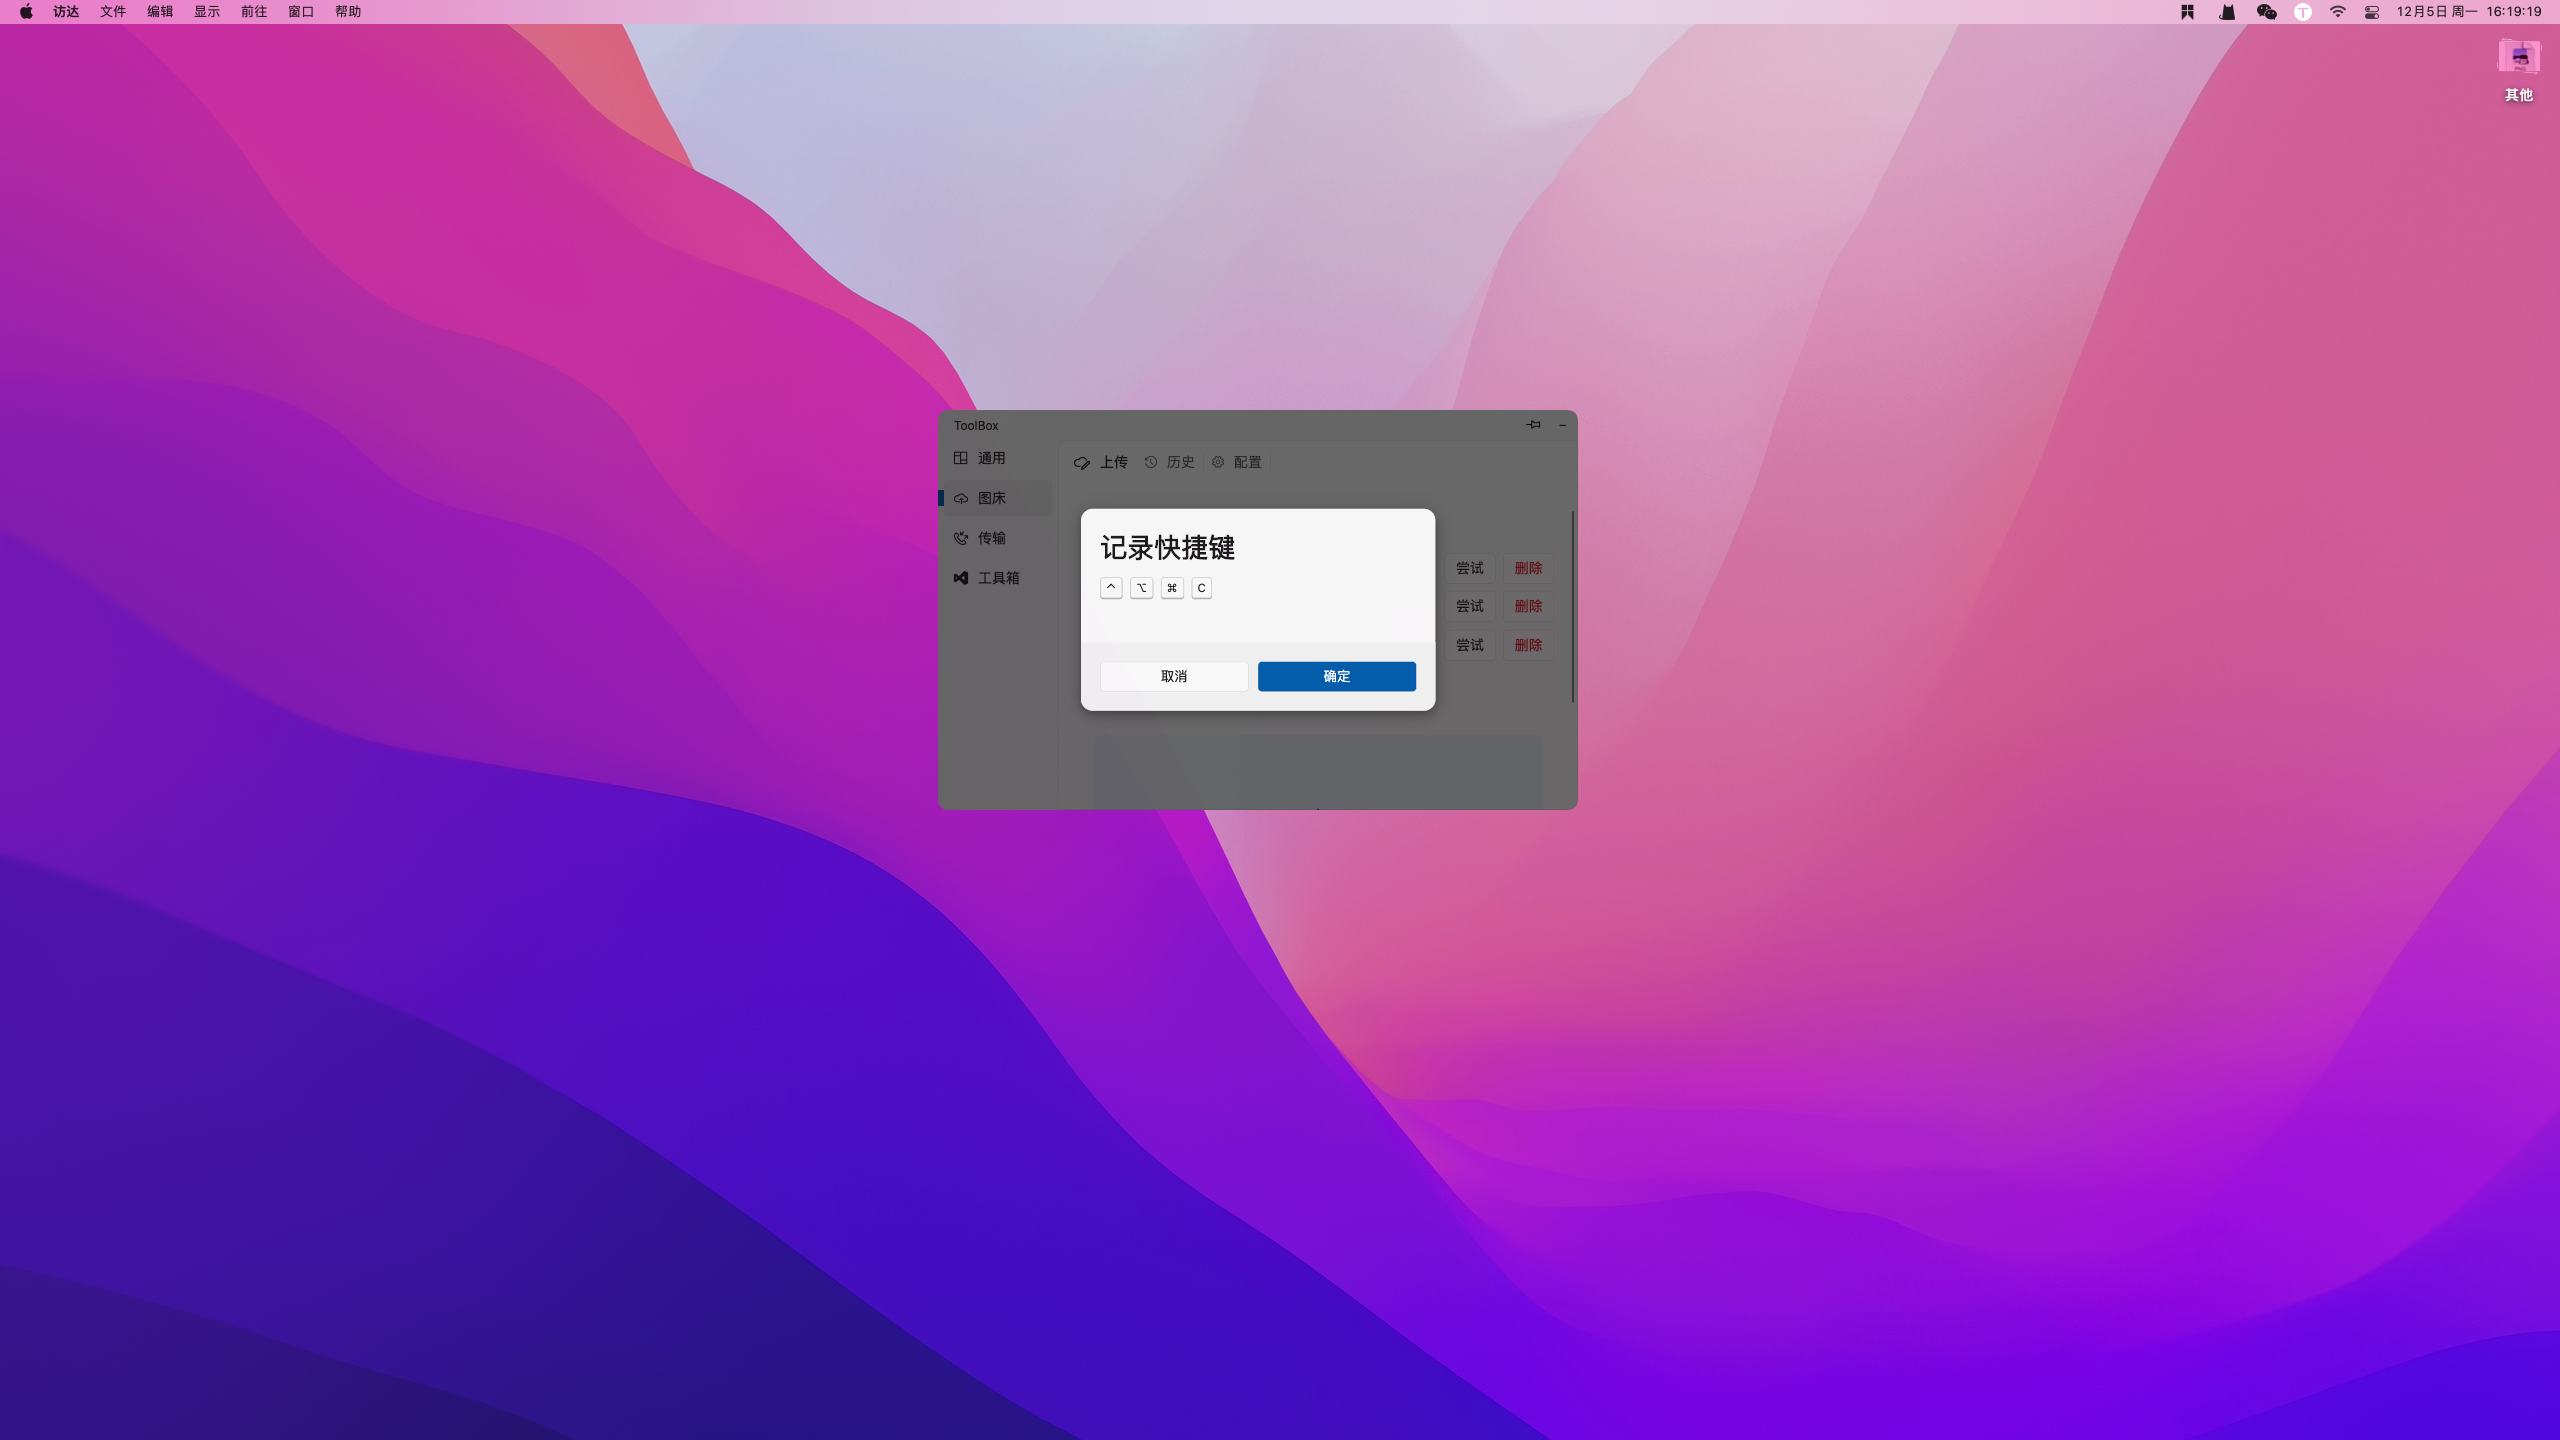 访达 文件 编辑 显示 前往 窗口 帮助 T 12月5日 周一 16:19:19
其他
ToolBox
通用
图床
传输
工具箱
上传 历史 配置
记录快捷键
^ ⌥ ⌘ C
取消 确定
尝试 删除
尝试 删除
尝试 删除